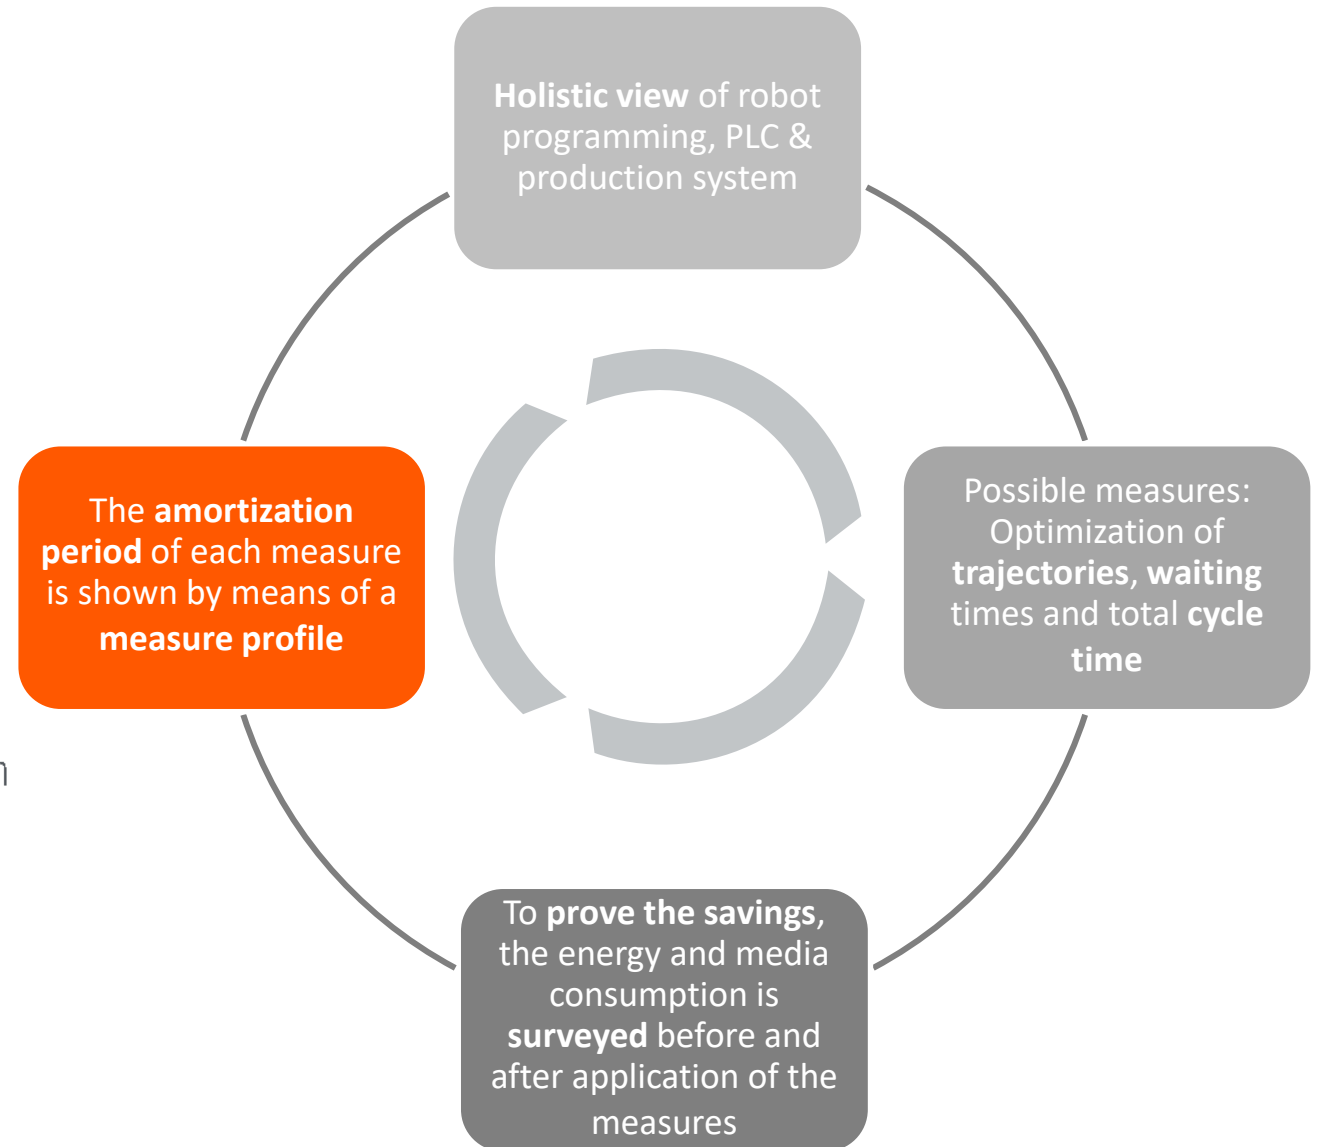 Holistic view of robot
programming, PLC &
production system
Possible measures:
Optimization of
trajectories, waiting
times and total cycle
time
The amortization
period of each measure
is shown by means of a
measure profile
To prove the savings,
the energy and media
consumption is
surveyed before and
after application of the
measures